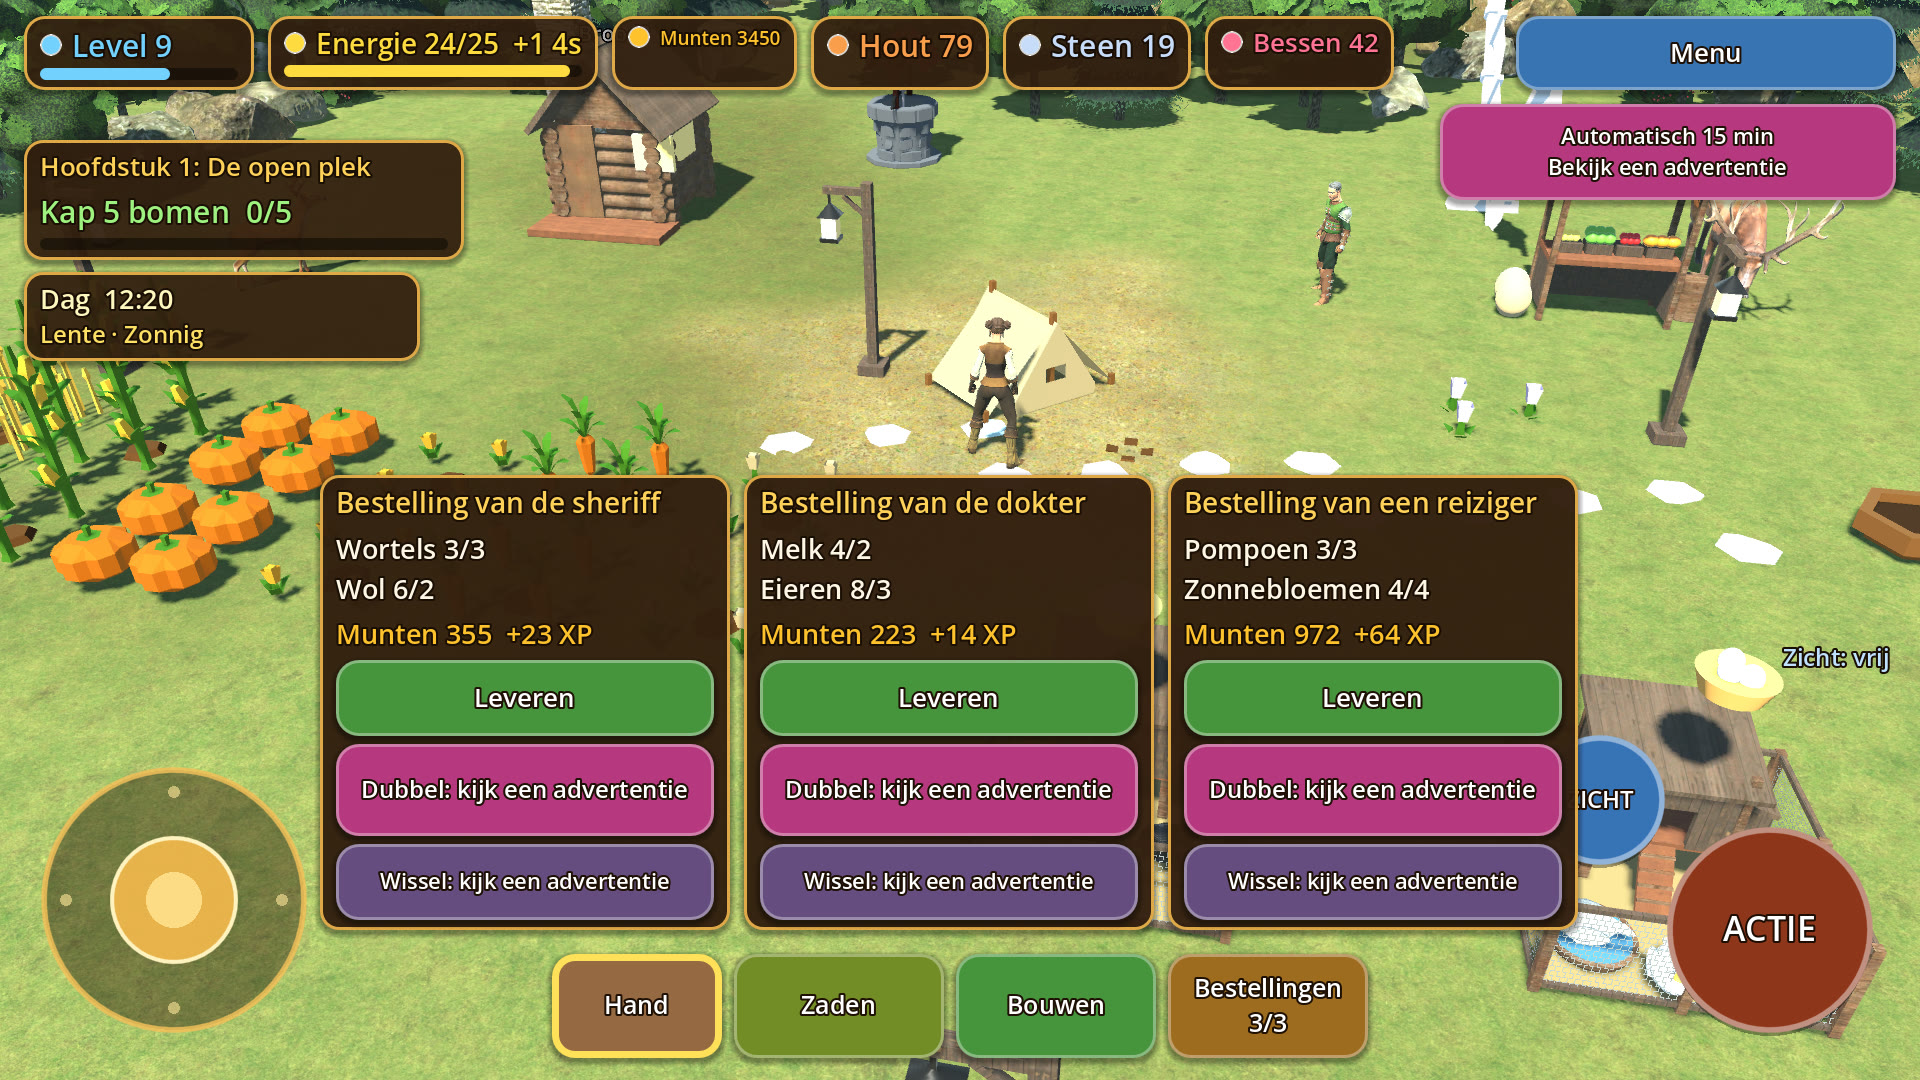 Level 9
Energie 24/25 +1 4s
Munten 3450
Hout 79
Steen 19
Bessen 42
Menu
Automatisch 15 min
Bekijk een advertentie
Hoofdstuk 1: De open plek
Kap 5 bomen 0/5
Dag 12:20
Lente · Zonnig
Bestelling van de sheriff
Wortels 3/3
Wol 6/2
Munten 355 +23 XP
Leveren
Dubbel: kijk een advertentie
Wissel: kijk een advertentie
Bestelling van de dokter
Melk 4/2
Eieren 8/3
Munten 223 +14 XP
Leveren
Dubbel: kijk een advertentie
Wissel: kijk een advertentie
Bestelling van een reiziger
Pompoen 3/3
Zonnebloemen 4/4
Munten 972 +64 XP
Leveren
Dubbel: kijk een advertentie
Wissel: kijk een advertentie
Zicht: vrij
ACTIE
Hand
Zaden
Bouwen
Bestellingen
3/3